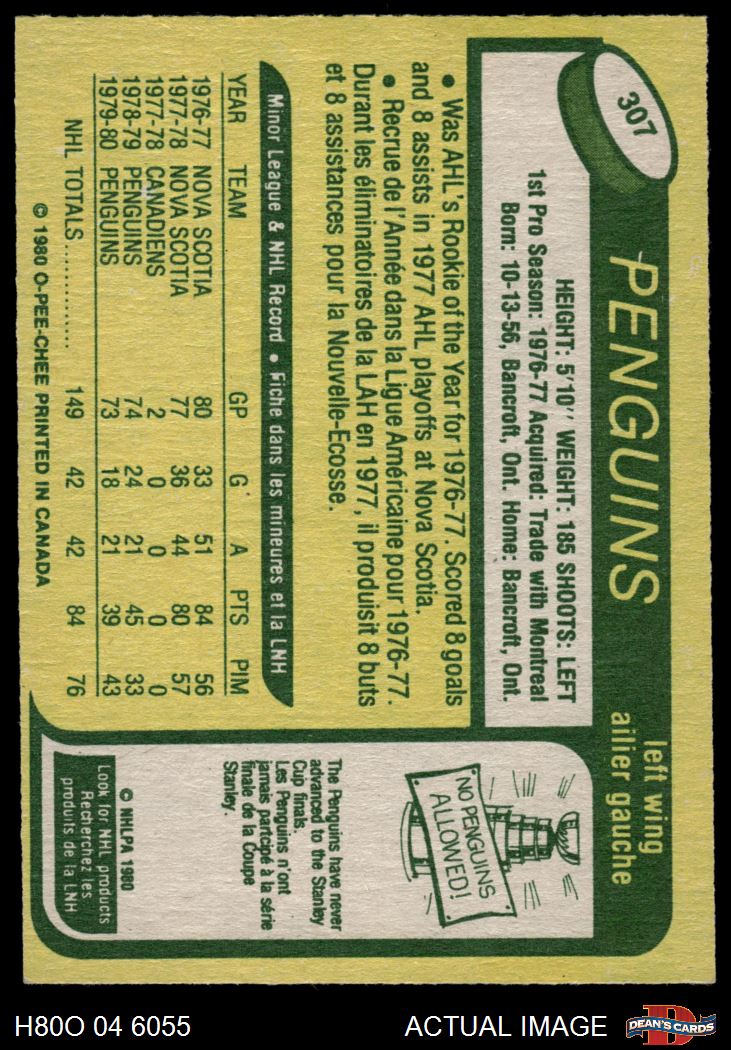 307
PENGUINS
left wing
ailier gauche
HEIGHT: 5'10'' WEIGHT: 185 SHOOTS: LEFT
1st Pro Season: 1976-77 Acquired: Trade with Montreal
Born: 10-13-56, Bancroft, Ont. Home: Bancroft, Ont.
• Was AHL's Rookie of the Year for 1976-77. Scored 8 goals
and 8 assists in 1977 AHL playoffs at Nova Scotia.
• Recrue de l'Année dans la Ligue Américaine pour 1976-77.
Durant les éliminatoires de la LAH en 1977, il produisit 8 buts
et 8 assistances pour la Nouvelle-Ecosse.
Minor League & NHL Record • Fiche dans les mineures et la LNH
YEAR TEAM GP G A PTS PIM
1976-77 NOVA SCOTIA 80 33 51 84 56
1977-78 NOVA SCOTIA 77 36 44 80 57
1977-78 CANADIENS 2 0 0 0 0
1978-79 PENGUINS 74 24 21 45 33
1979-80 PENGUINS 73 18 21 39 43
NHL TOTALS.............. 149 42 42 84 76
© 1980 O-PEE-CHEE PRINTED IN CANADA
NO PENGUINS
ALLOWED!
The Penguins have never
advanced to the Stanley
Cup finals.
Les Penguins n'ont
jamais participé à la série
finale de la Coupe
Stanley.
© NHLPA 1980
Look for NHL products
Recherchez les
produits de la LNH
H80O 04 6055
ACTUAL IMAGE
D
DEAN'S CARDS